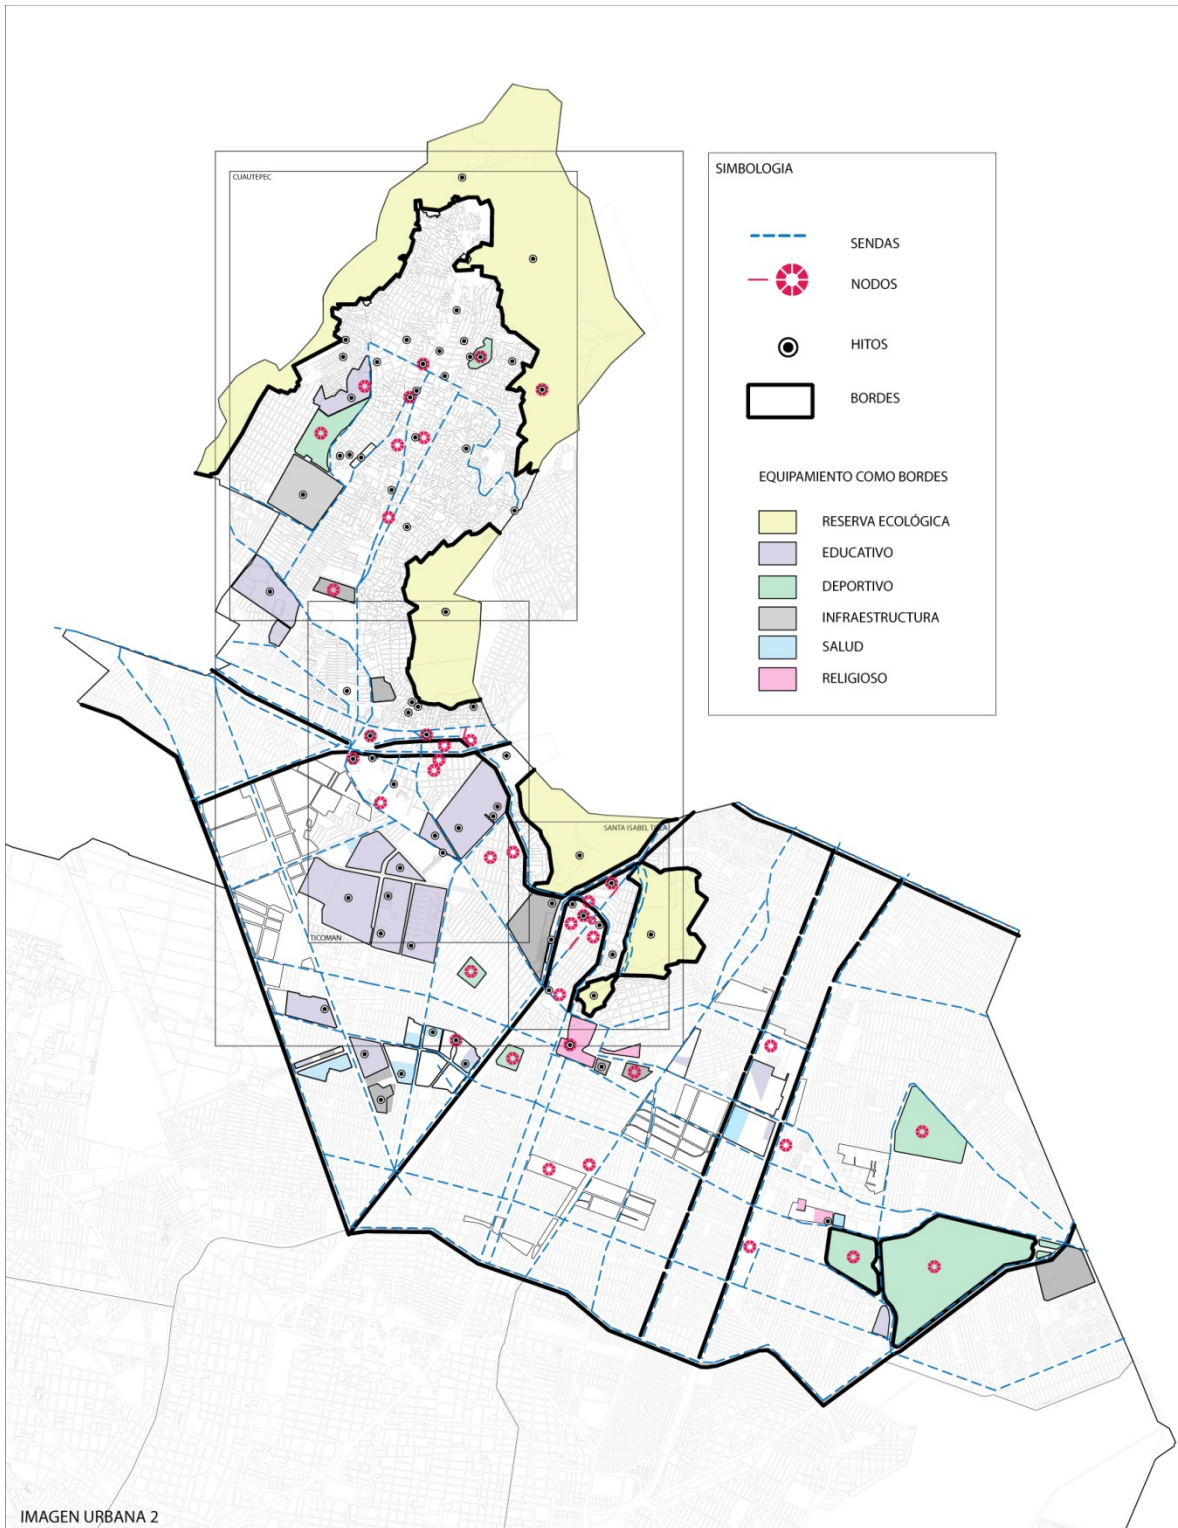 CUAUTEPEC
SIMBOLOGIA
SENDAS
NODOS
HITOS
BORDES
EQUIPAMIENTO COMO BORDES
RESERVA ECOLÓGICA
EDUCATIVO
DEPORTIVO
INFRAESTRUCTURA
SALUD
RELIGIOSO
SANTA ISABEL TOLA
TICOMAN
IMAGEN URBANA 2